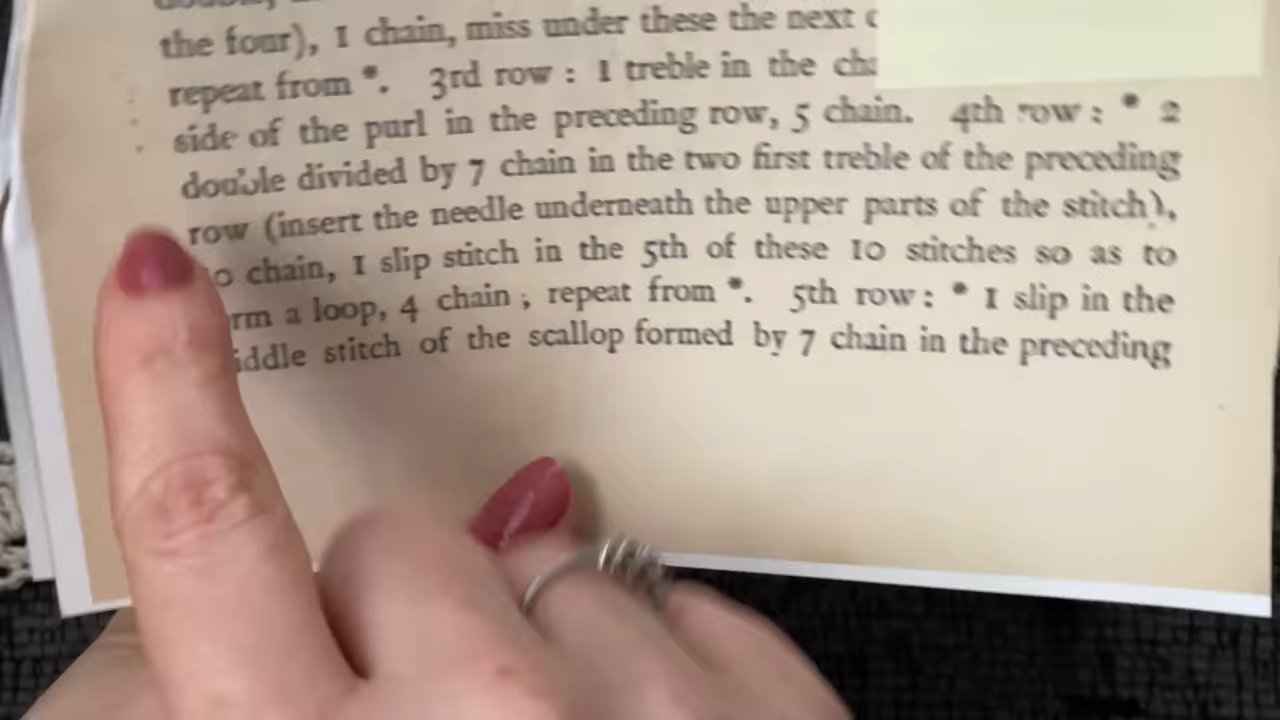 the four), 1 chain, miss under these the next
repeat from *. 3rd row : 1 treble in the
side of the purl in the preceding row, 5 chain. 4th row : * 2
double divided by 7 chain in the two first treble of the preceding
row (insert the needle underneath the upper parts of the stitch),
chain, 1 slip stitch in the 5th of these 10 stitches so as to
a loop, 4 chain ; repeat from *. 5th row : * 1 slip in the
stitch of the scallop formed by 7 chain in the preceding